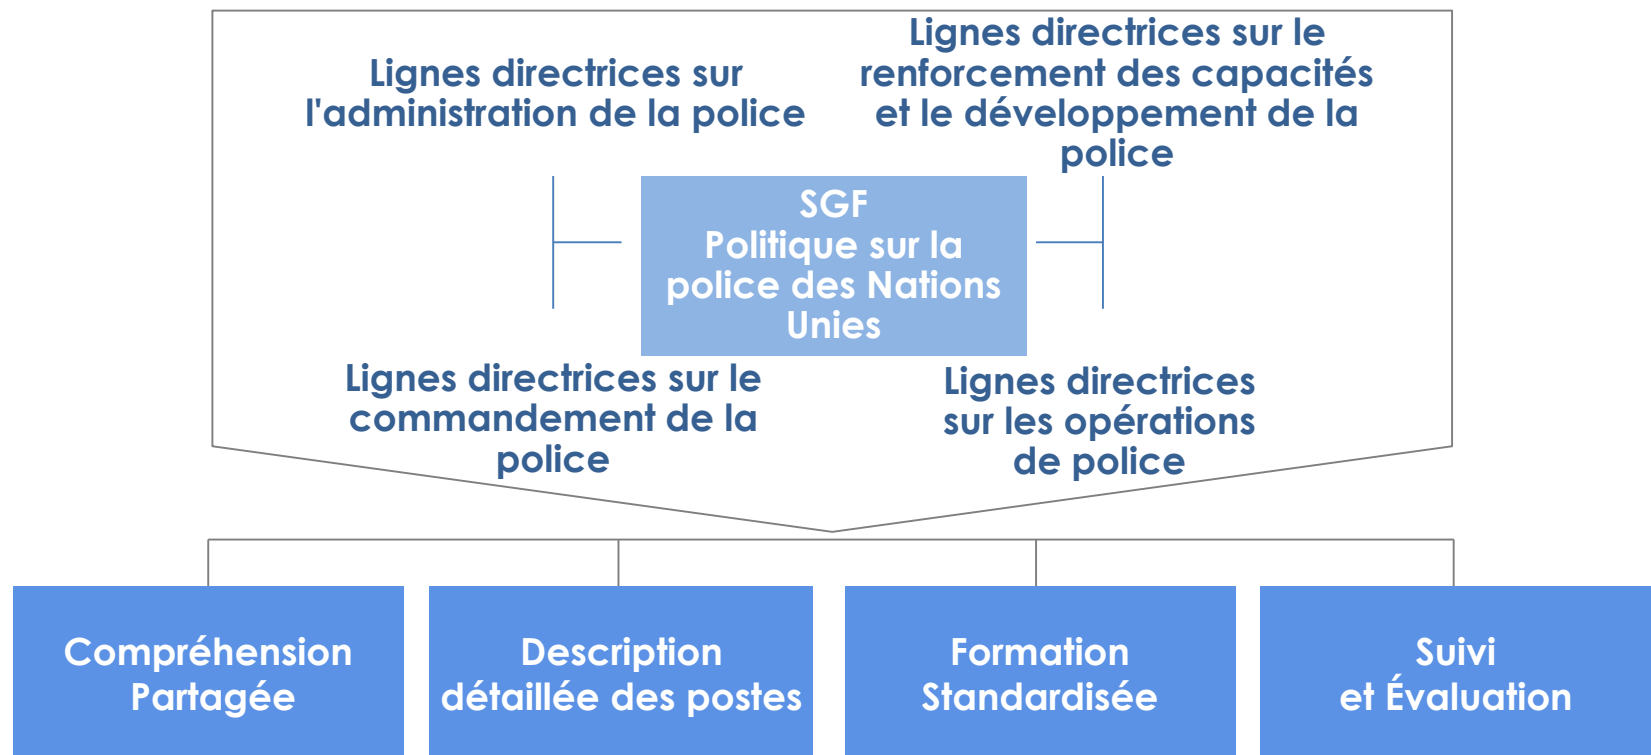 Lignes directrices sur
l'administration de la police
Lignes directrices sur le
renforcement des capacités
et le développement de la
police
SGF
Politique sur la
police des Nations
Unies
Lignes directrices sur le
commandement de la
police
Lignes directrices
sur les opérations
de police
Compréhension
Partagée
Description
détaillée des postes
Formation
Standardisée
Suivi
et Évaluation